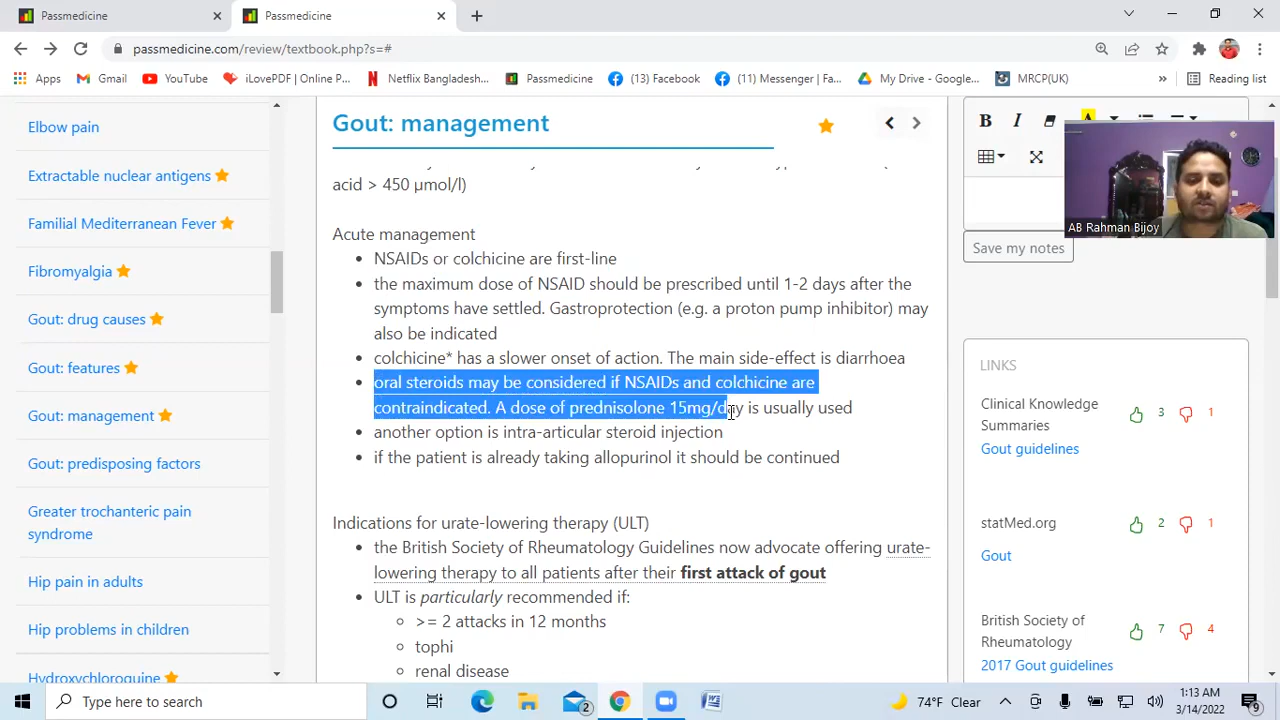 Passmedicine
Passmedicine
passmedicine.com/review/textbook.php?s=#
Apps
Gmail
YouTube
iLovePDF | Online P...
Netflix Bangladesh...
Passmedicine
(13) Facebook
(11) Messenger | Fa...
My Drive - Google...
MRCP(UK)
»
Reading list
Elbow pain
Extractable nuclear antigens
Familial Mediterranean Fever
Fibromyalgia
Gout: drug causes
Gout: features
Gout: management
Gout: predisposing factors
Greater trochanteric pain
syndrome
Hip pain in adults
Hip problems in children
Hydroxychloroquine
Gout: management
acid > 450 µmol/l)
Acute management
• NSAIDs or colchicine are first-line
• the maximum dose of NSAID should be prescribed until 1-2 days after the
symptoms have settled. Gastroprotection (e.g. a proton pump inhibitor) may
also be indicated
• colchicine* has a slower onset of action. The main side-effect is diarrhoea
• oral steroids may be considered if NSAIDs and colchicine are
contraindicated. A dose of prednisolone 15mg/day is usually used
• another option is intra-articular steroid injection
• if the patient is already taking allopurinol it should be continued
Indications for urate-lowering therapy (ULT)
• the British Society of Rheumatology Guidelines now advocate offering urate-
lowering therapy to all patients after their first attack of gout
• ULT is particularly recommended if:
>= 2 attacks in 12 months
tophi
renal disease
B I A
AB Rahman Bijoy
Save my notes
LINKS
Clinical Knowledge
Summaries
3 1
Gout guidelines
statMed.org
2 1
Gout
British Society of
Rheumatology
7 4
2017 Gout guidelines
Type here to search
2
74°F Clear
1:13 AM
3/14/2022
9